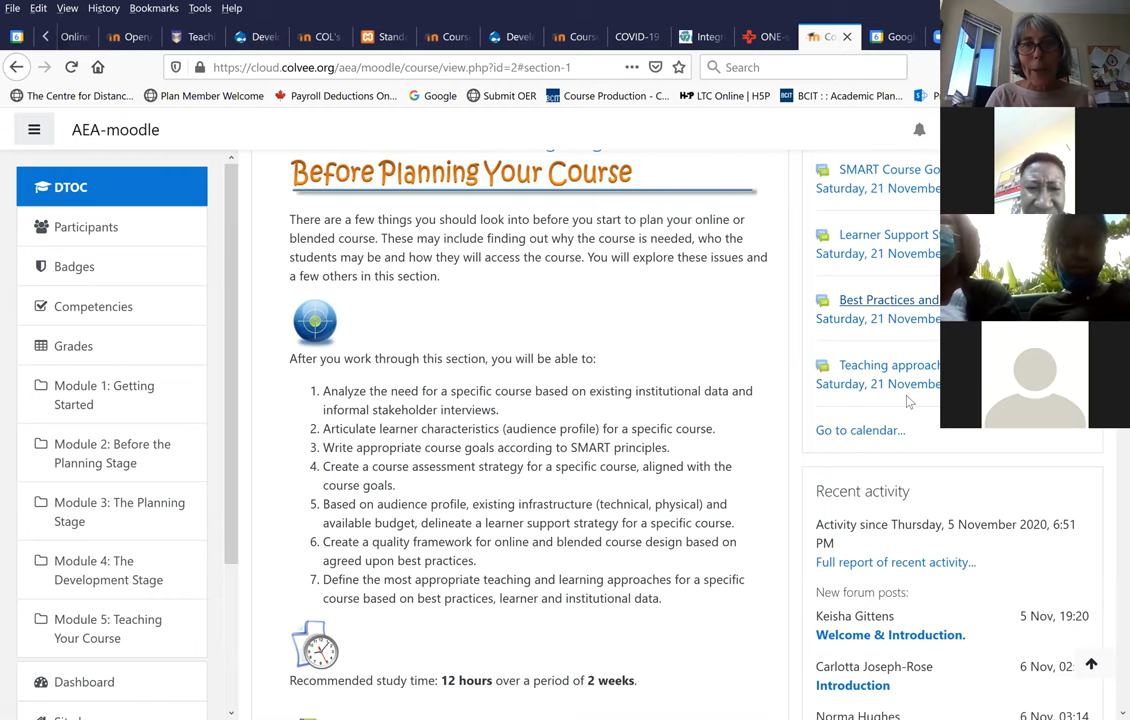 File Edit View History Bookmarks Tools Help
Online Open Teach Develo COL's Standa Course Develo Course COVID-19 Integr ONE- Co Googl
https://cloud.colvee.org/aea/moodle/course/view.php?id=2#section-1
Search
The Centre for Distanc... Plan Member Welcome Payroll Deductions On... Google Submit OER Course Production - C... LTC Online | H5P BCIT : : Academic Plan...
AEA-moodle
DTOC
Participants
Badges
Competencies
Grades
Module 1: Getting
Started
Module 2: Before the
Planning Stage
Module 3: The Planning
Stage
Module 4: The
Development Stage
Module 5: Teaching
Your Course
Dashboard
Before Planning Your Course
There are a few things you should look into before you start to plan your online or
blended course. These may include finding out why the course is needed, who the
students may be and how they will access the course. You will explore these issues and
a few others in this section.
After you work through this section, you will be able to:
1. Analyze the need for a specific course based on existing institutional data and
informal stakeholder interviews.
2. Articulate learner characteristics (audience profile) for a specific course.
3. Write appropriate course goals according to SMART principles.
4. Create a course assessment strategy for a specific course, aligned with the
course goals.
5. Based on audience profile, existing infrastructure (technical, physical) and
available budget, delineate a learner support strategy for a specific course.
6. Create a quality framework for online and blended course design based on
agreed upon best practices.
7. Define the most appropriate teaching and learning approaches for a specific
course based on best practices, learner and institutional data.
Recommended study time: 12 hours over a period of 2 weeks.
SMART Course Go
Saturday, 21 Novembe
Learner Support S
Saturday, 21 Novembe
Best Practices and
Saturday, 21 Novembe
Teaching approach
Saturday, 21 Novembe
Go to calendar...
Recent activity
Activity since Thursday, 5 November 2020, 6:51
PM
Full report of recent activity...
New forum posts:
Keisha Gittens 5 Nov, 19:20
Welcome & Introduction.
Carlotta Joseph-Rose 6 Nov, 02:
Introduction
Norma Hughes 6 Nov, 03:14